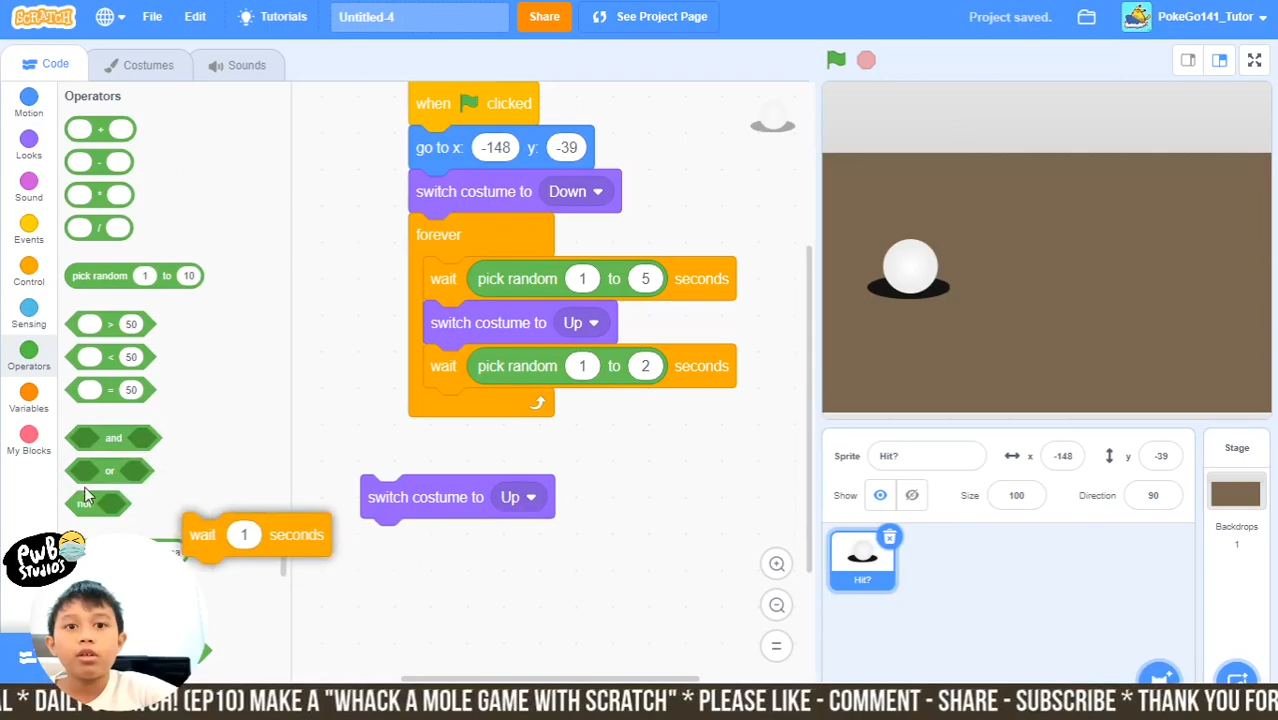 SCRATCH File Edit Tutorials Untitled-4 Share See Project Page Project saved. PokeGo141_Tutor
Code Costumes Sounds
Motion
Looks
Sound
Events
Control
Sensing
Operators
Variables
My Blocks
Operators
+
-
*
/
pick random 1 to 10
> 50
< 50
= 50
and
or
not
when clicked
go to x: -148 y: -39
switch costume to Down
forever
wait pick random 1 to 5 seconds
switch costume to Up
wait pick random 1 to 2 seconds
switch costume to Up
wait 1 seconds
Sprite Hit? x -148 y -39
Show Size 100 Direction 90
Hit?
Stage
Backdrops
1
PWB
STUDIO'S
AL * DAILY SCRATCH! (EP10) MAKE A "WHACK A MOLE GAME WITH SCRATCH" * PLEASE LIKE - COMMENT - SHARE - SUBSCRIBE * THANK YOU FOR